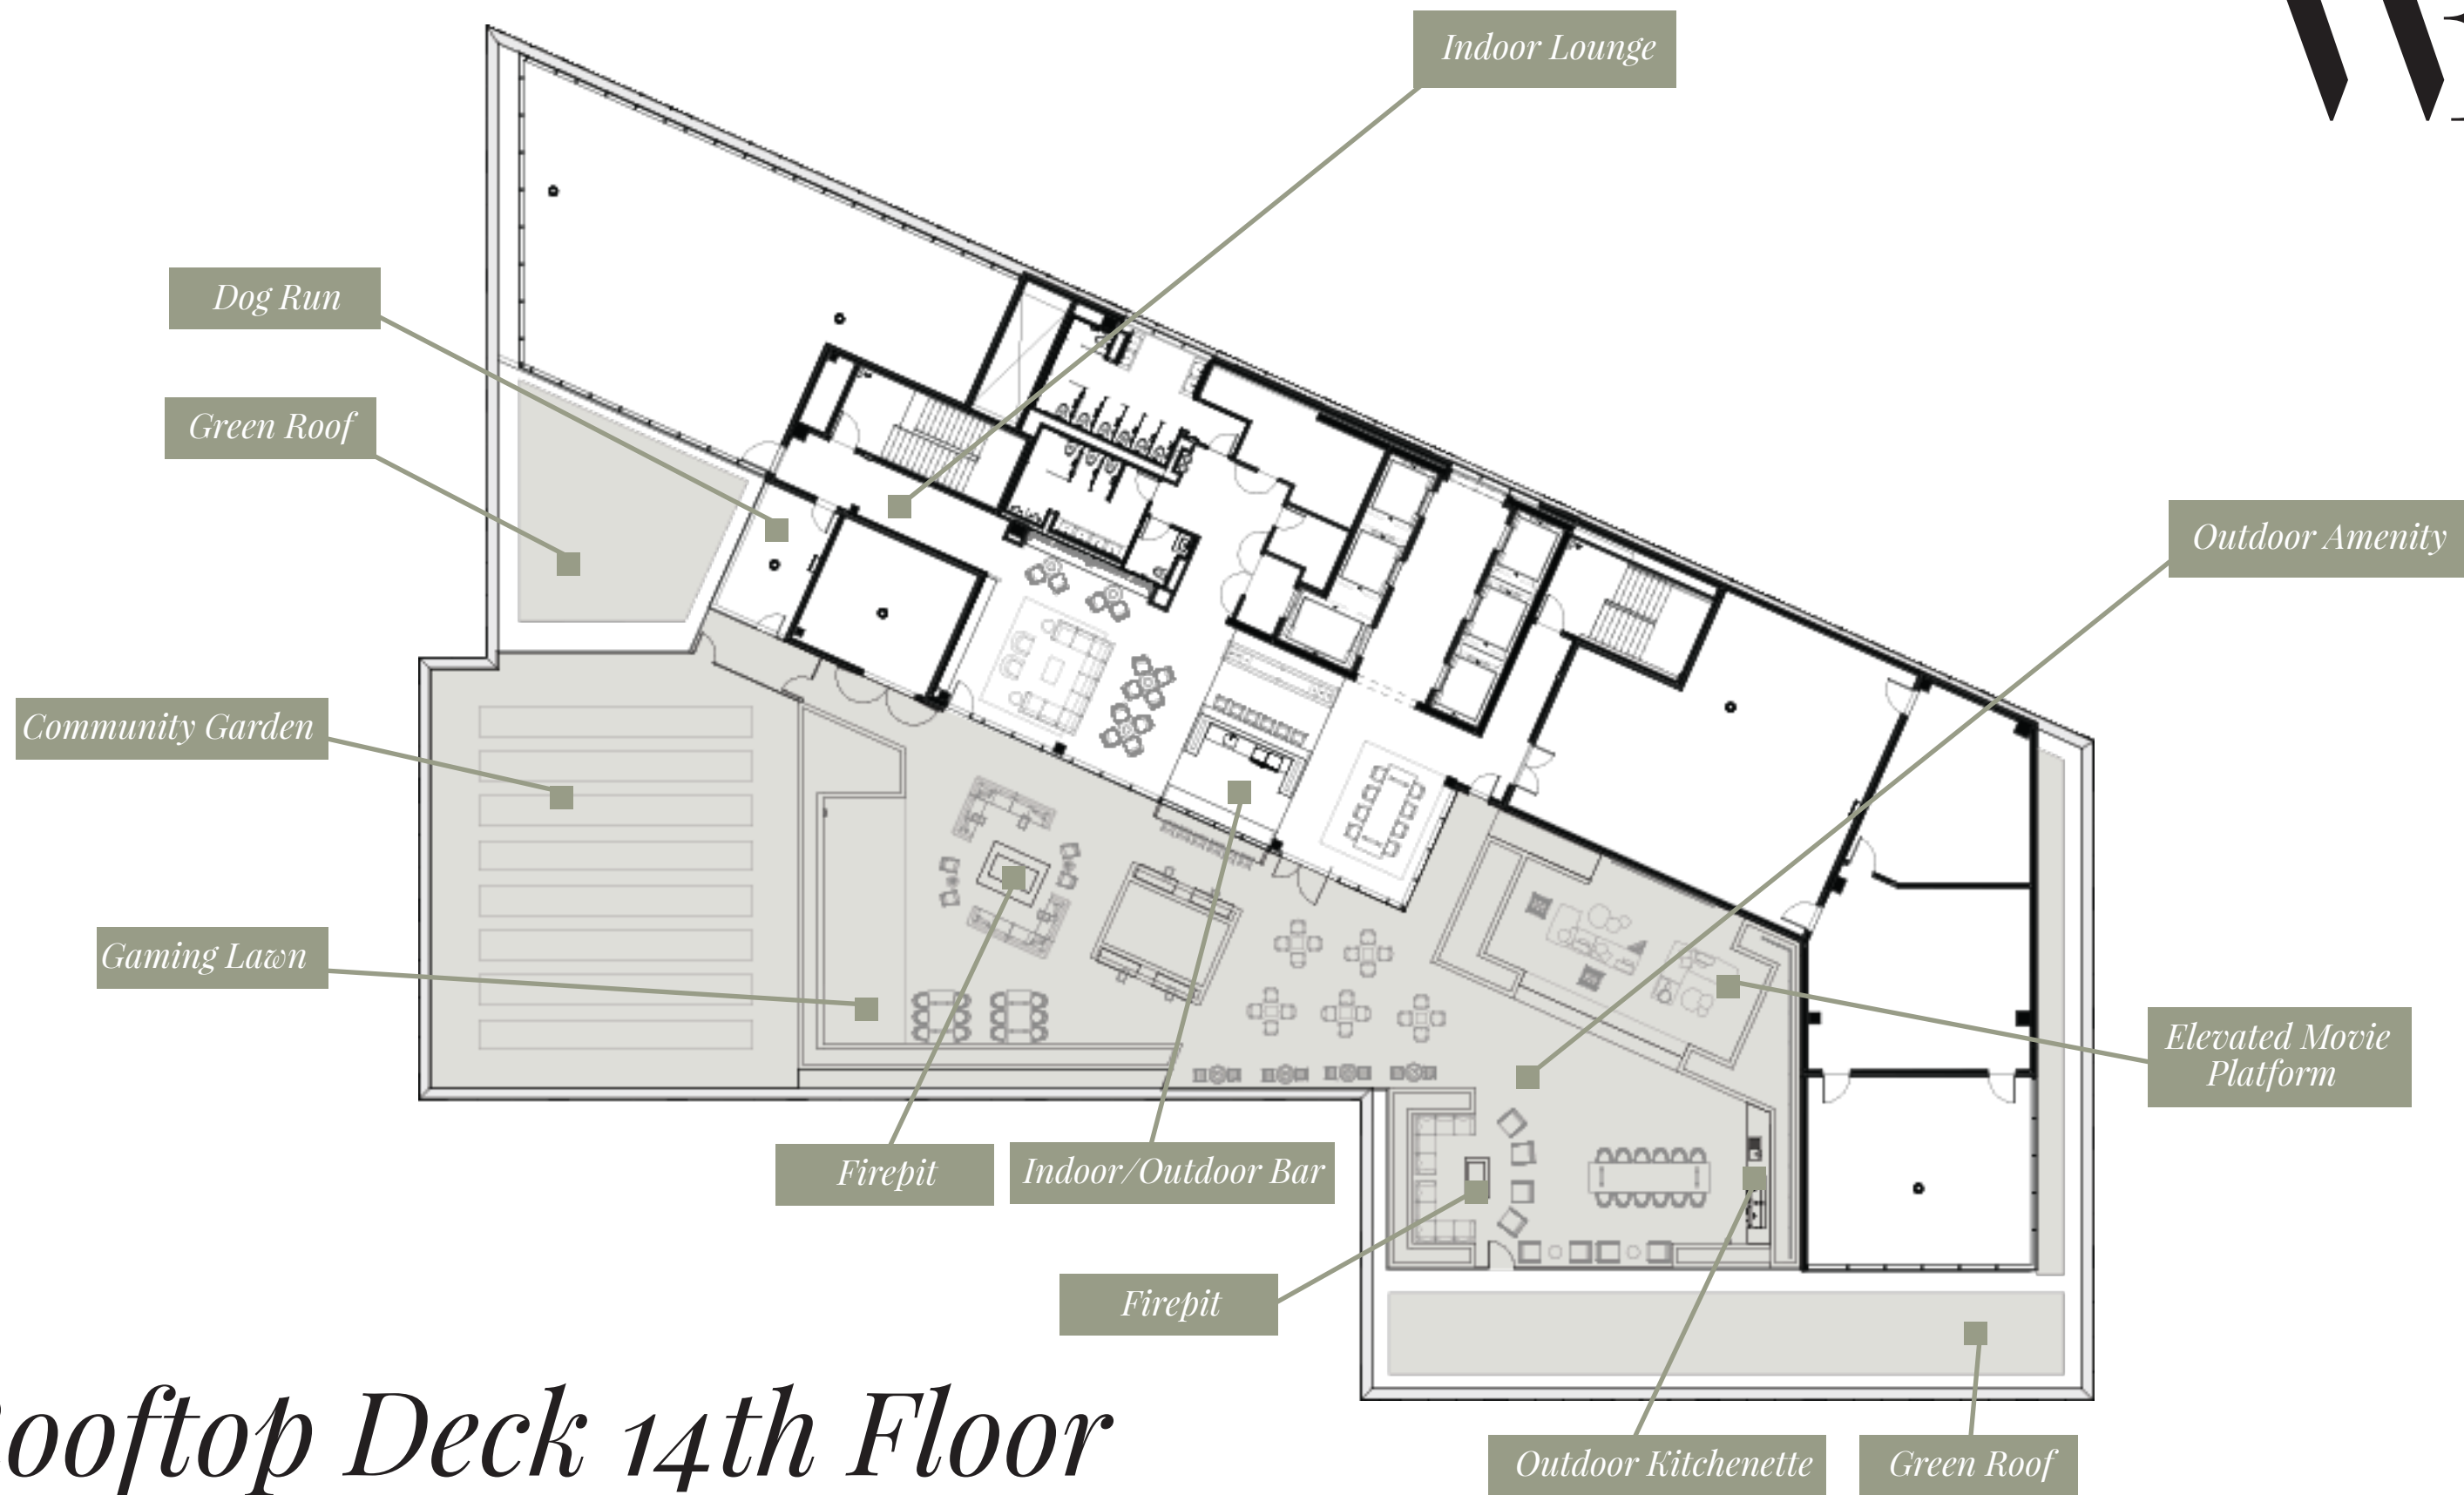 Indoor Lounge
Dog Run
Green Roof
Outdoor Amenity
Community Garden
Gaming Lawn
Elevated Movie
Platform
Firepit
Indoor/Outdoor Bar
Firepit
ooftop Deck 14th Floor
Outdoor Kitchenette
Green Roof